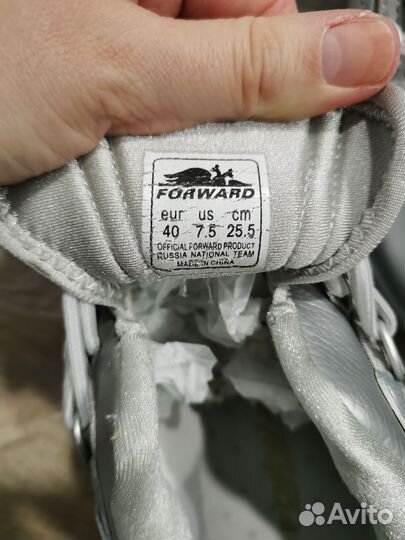 FORWARD
eur us cm
40 7.5 25.5
OFFICIAL FORWARD PRODUCT
RUSSIA NATIONAL TEAM
MADE IN CHINA
Avito